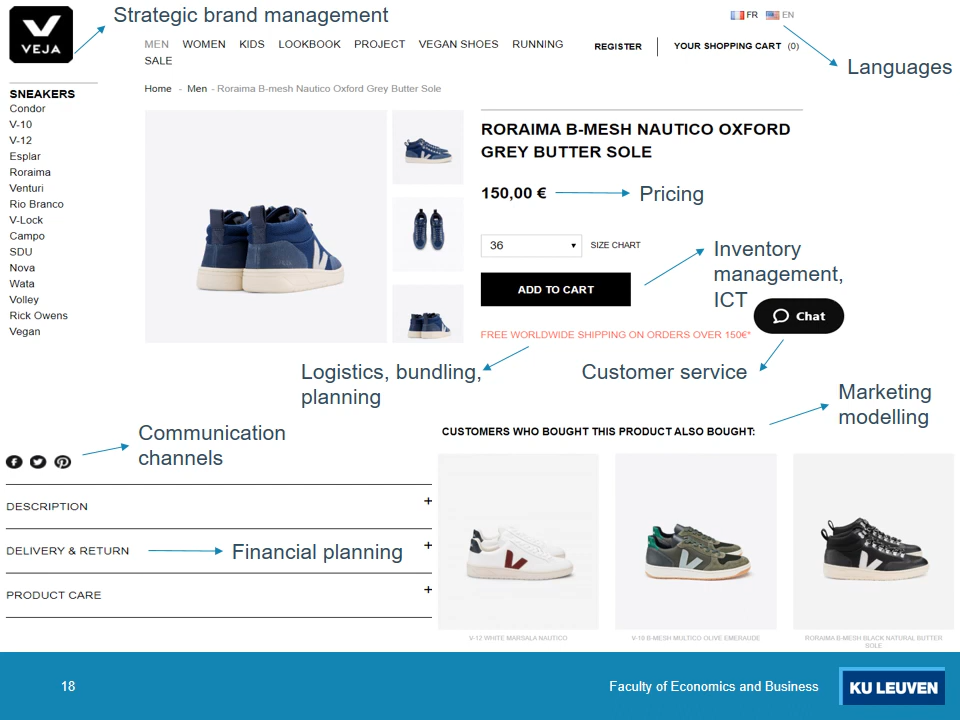 Strategic brand management
VEJA
FR EN
MEN WOMEN KIDS LOOKBOOK PROJECT VEGAN SHOES RUNNING
SALE
REGISTER YOUR SHOPPING CART (0)
Languages
Home - Men - Roraima B-mesh Nautico Oxford Grey Butter Sole
SNEAKERS
Condor
V-10
V-12
Esplar
Roraima
Venturi
Rio Branco
V-Lock
Campo
SDU
Nova
Wata
Volley
Rick Owens
Vegan
RORAIMA B-MESH NAUTICO OXFORD
GREY BUTTER SOLE
150,00 €
Pricing
36
SIZE CHART
Inventory
management,
ICT
ADD TO CART
Chat
FREE WORLDWIDE SHIPPING ON ORDERS OVER 150€*
Logistics, bundling,
planning
Customer service
Marketing
modelling
Communication
channels
CUSTOMERS WHO BOUGHT THIS PRODUCT ALSO BOUGHT:
DESCRIPTION +
DELIVERY & RETURN +
Financial planning
PRODUCT CARE +
V-12 WHITE MARSALA NAUTICO
V-10 B-MESH MULTICO OLIVE EMERAUDE
RORAIMA B-MESH BLACK NATURAL BUTTER
SOLE
18
Faculty of Economics and Business
KU LEUVEN